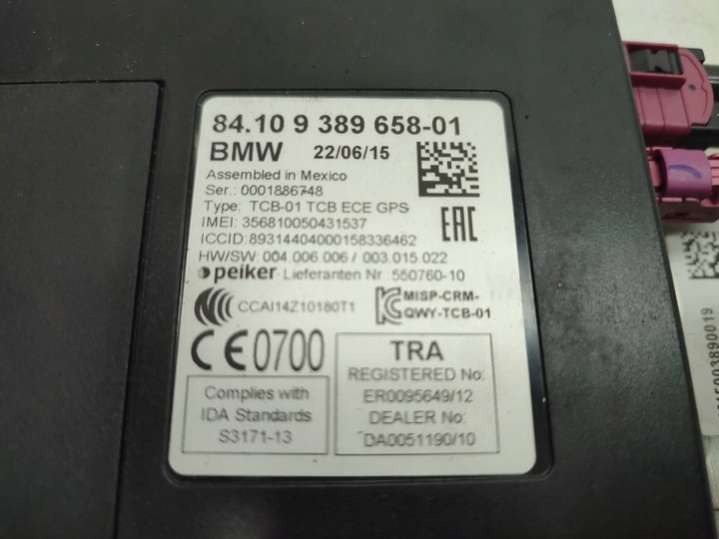 84.10 9 389 658-01
BMW 22/06/15
Assembled in Mexico
Ser.: 0001886748
Type: TCB-01 TCB ECE GPS
IMEI: 356810050431537
ICCID:89314404000158336462
HW/SW: 004.006.006 / 003.015.022
peiker Lieferanten Nr: 550760-10
EAC
CCAI14Z10180T1
MISP-CRM-
QWY-TCB-01
CE0700
Complies with
IDA Standards
S3171-13
TRA
REGISTERED No:
ER0095649/12
DEALER No:
DA0051190/10